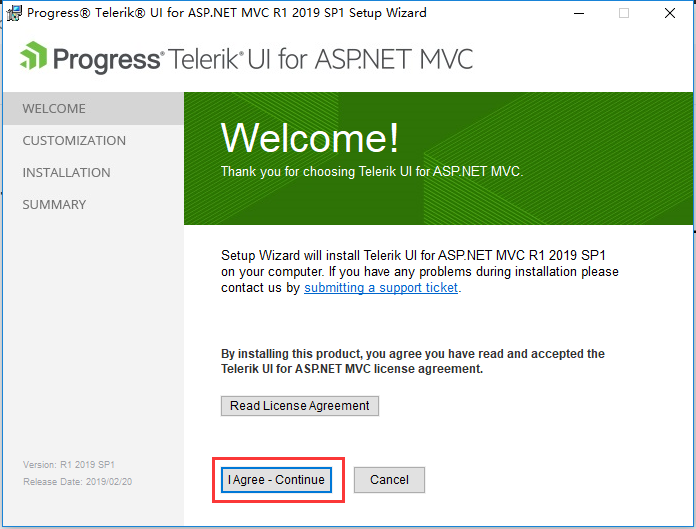 Progress® Telerik® UI for ASP.NET MVC R1 2019 SP1 Setup Wizard
Progress® Telerik® UI for ASP.NET MVC
WELCOME
CUSTOMIZATION
INSTALLATION
SUMMARY
Welcome!
Thank you for choosing Telerik UI for ASP.NET MVC.
Setup Wizard will install Telerik UI for ASP.NET MVC R1 2019 SP1
on your computer. If you have any problems during installation please
contact us by submitting a support ticket.
By installing this product, you agree you have read and accepted the
Telerik UI for ASP.NET MVC license agreement.
Read License Agreement
Version: R1 2019 SP1
Release Date: 2019/02/20
I Agree - Continue
Cancel